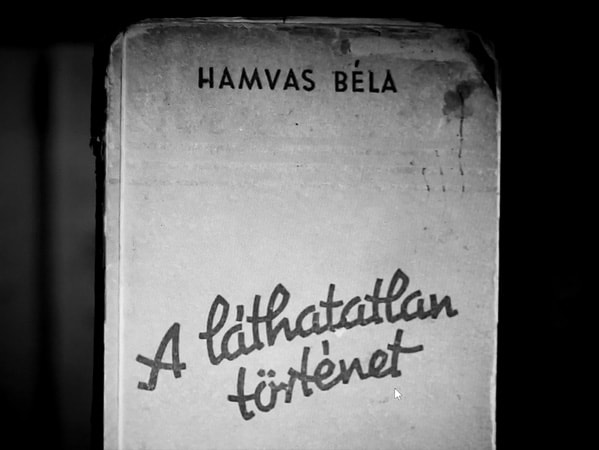 HAMVAS BÉLA
A láthatatlan
történet